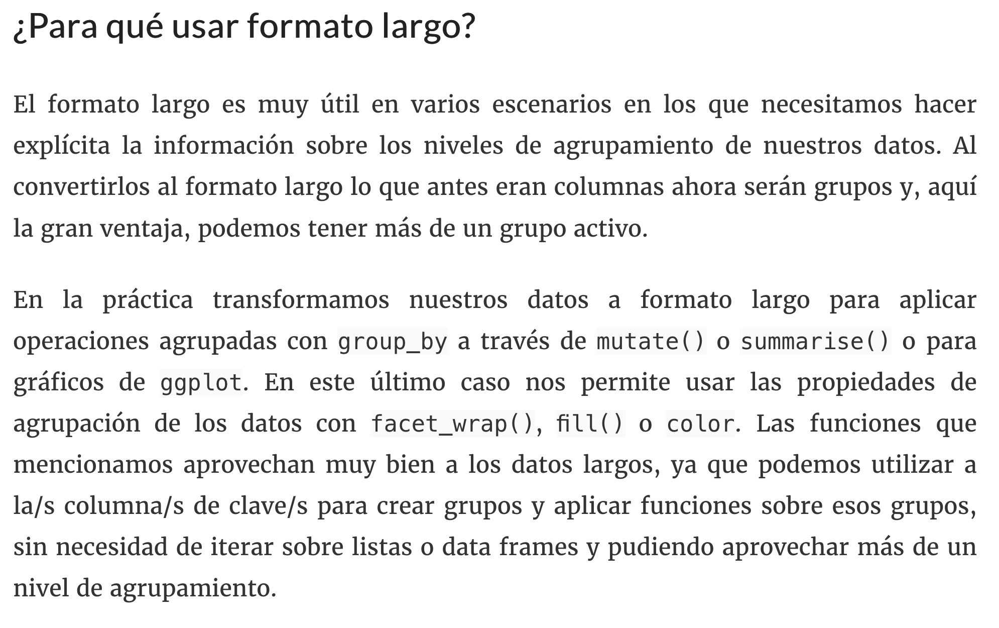 ¿Para qué usar formato largo?
El formato largo es muy útil en varios escenarios en los que necesitamos hacer
explícita la información sobre los niveles de agrupamiento de nuestros datos. Al
convertirlos al formato largo lo que antes eran columnas ahora serán grupos y, aquí
la gran ventaja, podemos tener más de un grupo activo.
En la práctica transformamos nuestros datos a formato largo para aplicar
operaciones agrupadas con group_by a través de mutate() o summarise() o para
gráficos de ggplot. En este último caso nos permite usar las propiedades de
agrupación de los datos con facet_wrap(), fill() o color. Las funciones que
mencionamos aprovechan muy bien a los datos largos, ya que podemos utilizar a
la/s columna/s de clave/s para crear grupos y aplicar funciones sobre esos grupos,
sin necesidad de iterar sobre listas o data frames y pudiendo aprovechar más de un
nivel de agrupamiento.